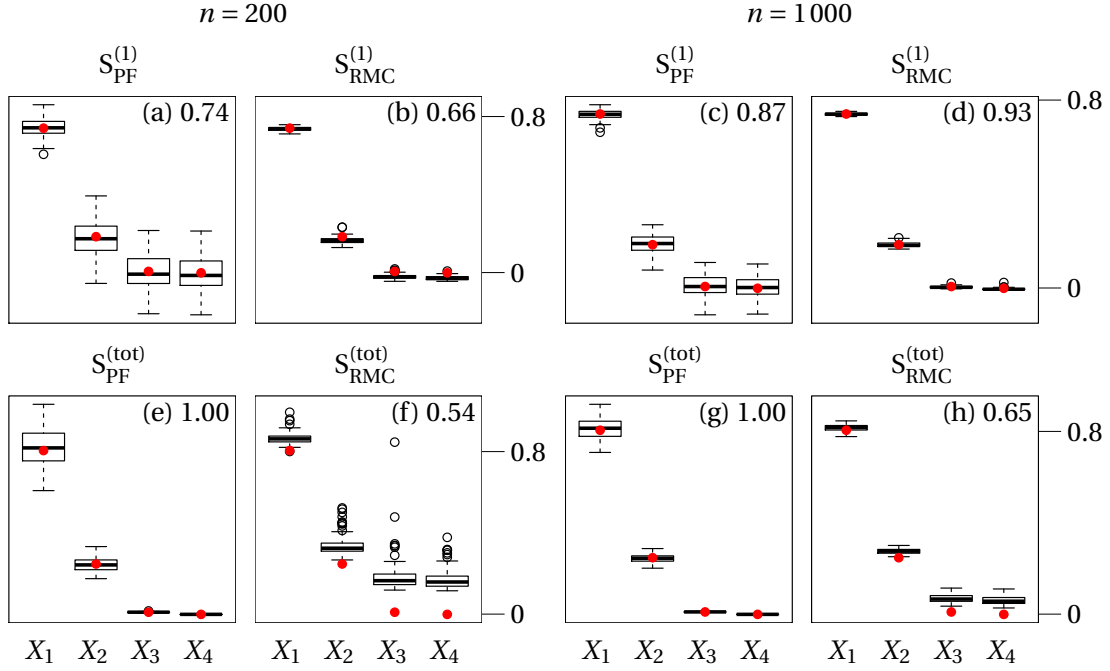 n = 200 n = 1 000
S_PF^(1) S_RMC^(1) S_PF^(1) S_RMC^(1)
(a) 0.74 (b) 0.66 0.8 (c) 0.87 (d) 0.93 0.8
0 0
S_PF^(tot) S_RMC^(tot) S_PF^(tot) S_RMC^(tot)
(e) 1.00 (f) 0.54 (g) 1.00 (h) 0.65
0.8 0.8
0 0
X1 X2 X3 X4 X1 X2 X3 X4 X1 X2 X3 X4 X1 X2 X3 X4